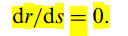 dr/ds = 0.